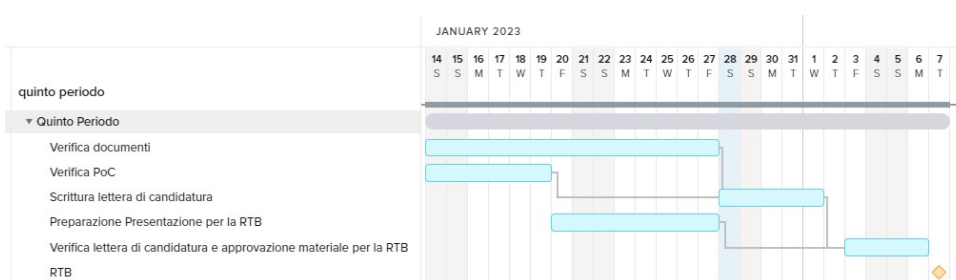 JANUARY 2023
14 15 16 17 18 19 20 21 22 23 24 25 26 27 28 29 30 31 1 2 3 4 5 6 7
S S M T W T F S S M T W T F S S M T W T F S S M T
quinto periodo
Quinto Periodo
Verifica documenti
Verifica PoC
Scrittura lettera di candidatura
Preparazione Presentazione per la RTB
Verifica lettera di candidatura e approvazione materiale per la RTB
RTB